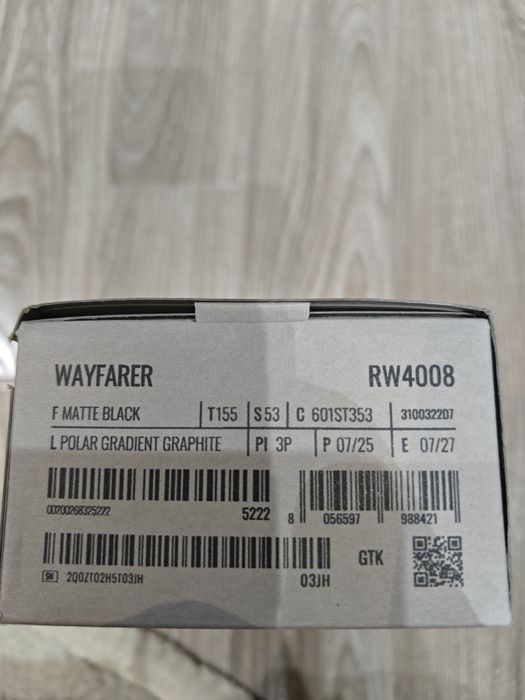 WAYFARER RW4008
F MATTE BLACK T155 S 53 C 601ST353 310032207
L POLAR GRADIENT GRAPHITE PI 3P P 07/25 E 07/27
00200268325222 5222 8 056597 988421
SN 2Q0ZT02H5T03JH 03JH GTK